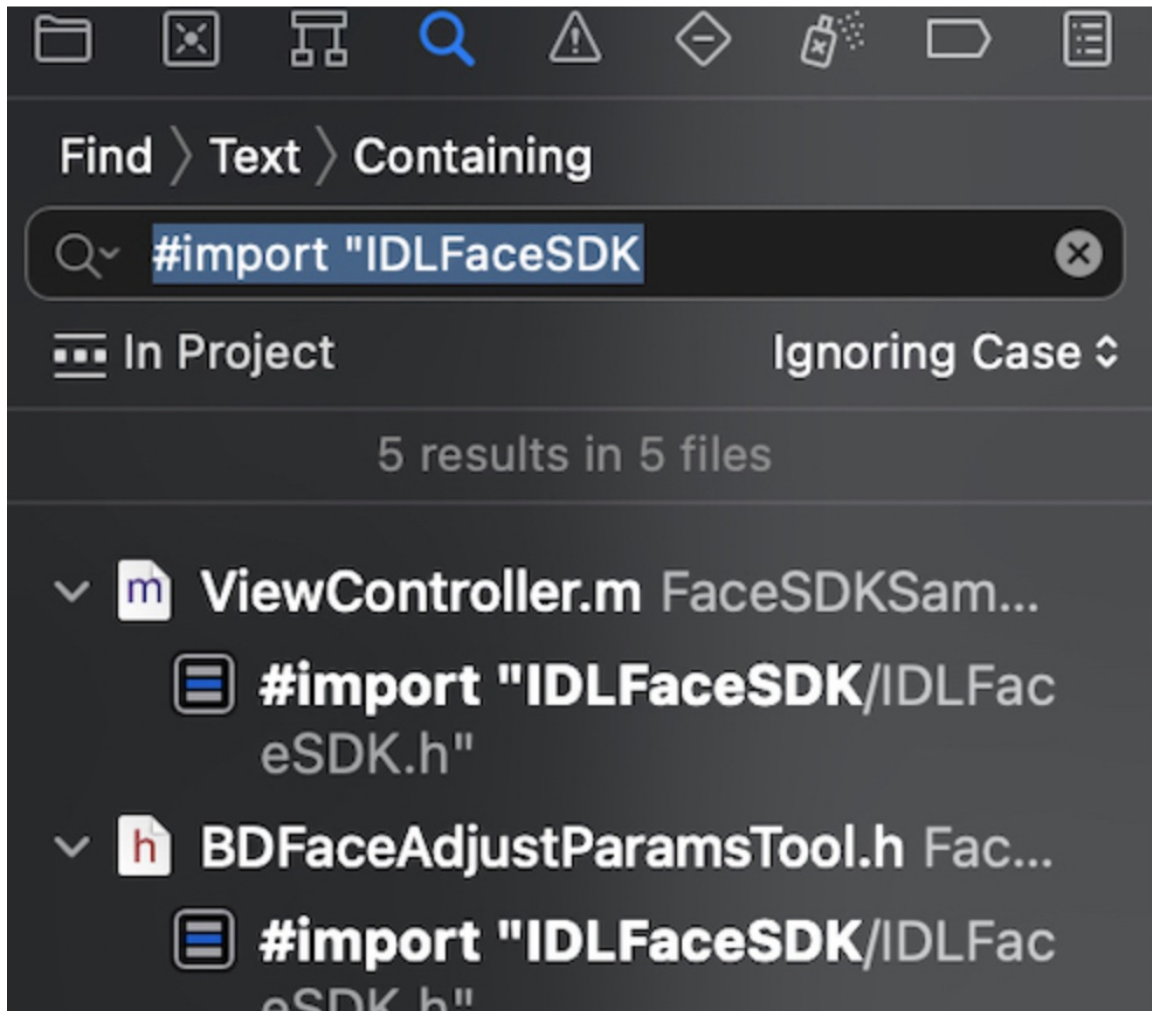 Find 〉 Text 〉 Containing
#import "IDLFaceSDK
In Project Ignoring Case
5 results in 5 files
m ViewController.m FaceSDKSam...
#import "IDLFaceSDK/IDLFac
eSDK.h"
h BDFaceAdjustParamsTool.h Fac...
#import "IDLFaceSDK/IDLFac
eSDK.h"